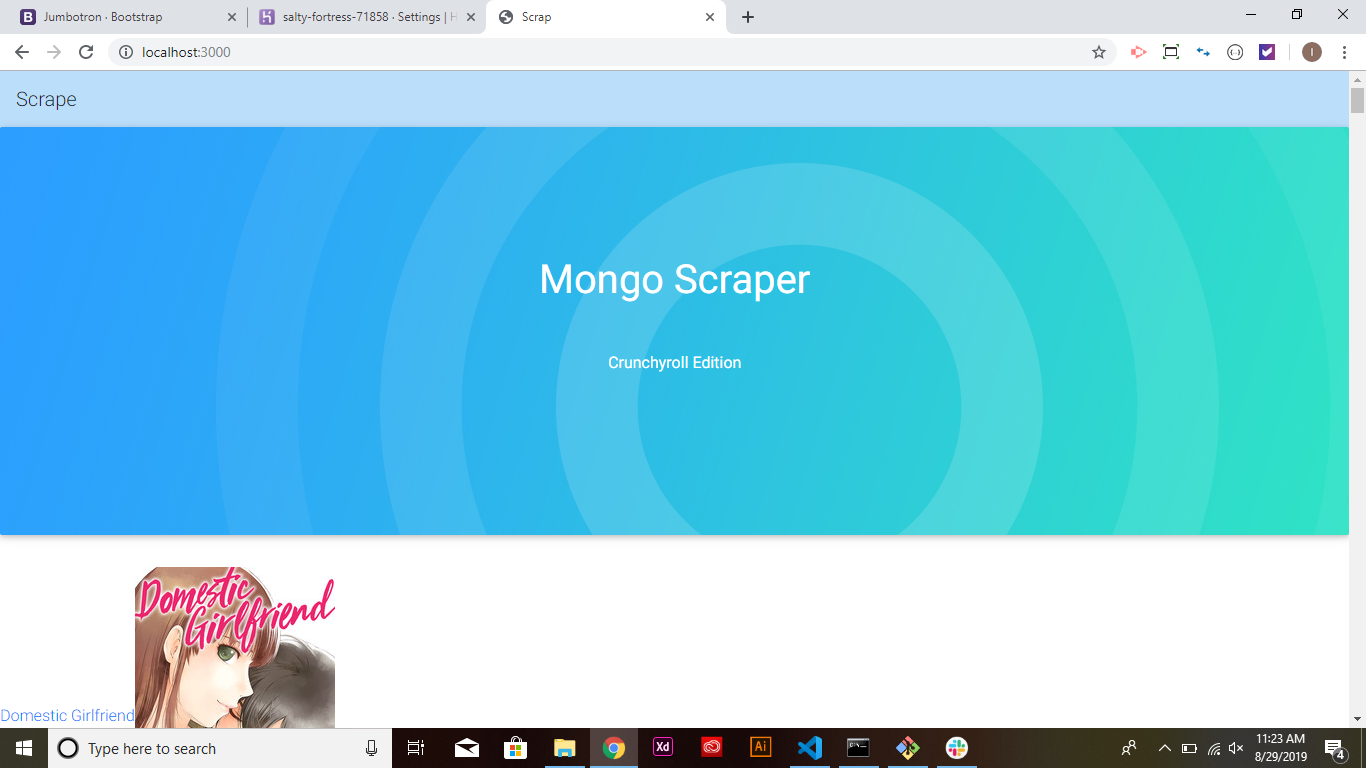 Jumbotron · Bootstrap
salty-fortress-71858 · Settings | H
Scrap
localhost:3000
I
Scrape
Mongo Scraper
Crunchyroll Edition
Domestic
Girlfriend
Domestic Girlfriend
Type here to search
Xd
Ai
11:23 AM
8/29/2019
4